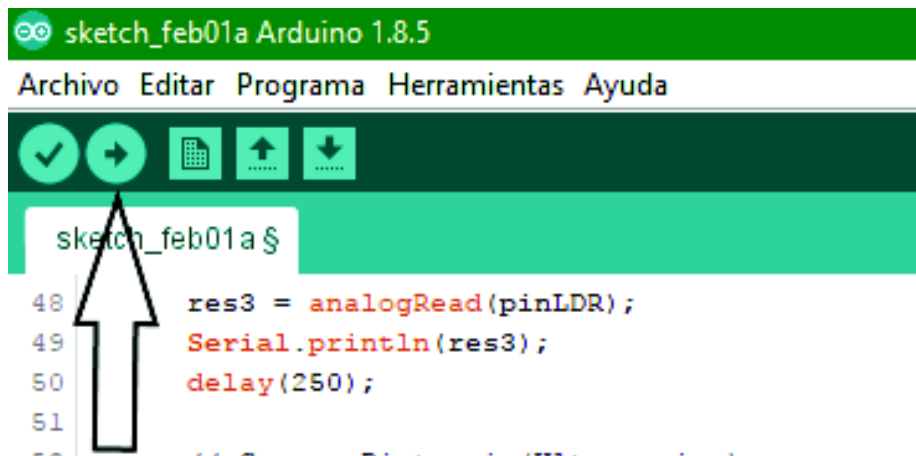 sketch_feb01a Arduino 1.8.5
Archivo Editar Programa Herramientas Ayuda
sketch_feb01a §
48 res3 = analogRead(pinLDR);
49 Serial.println(res3);
50 delay(250);
51